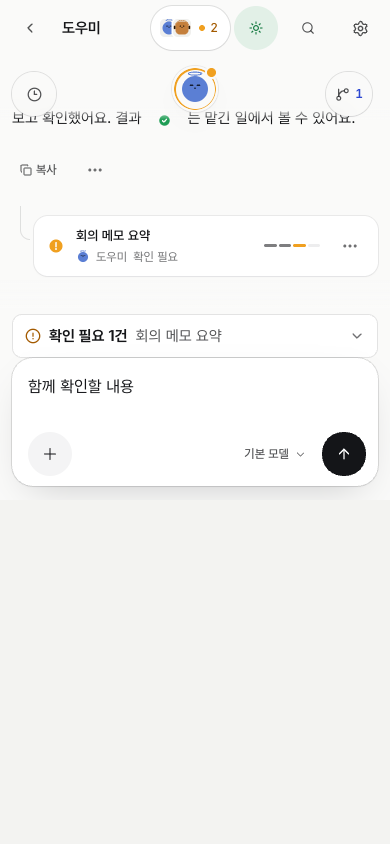 도우미
2
1
보고 확인했어요. 결과 는 맡긴 일에서 볼 수 있어요.
복사
회의 메모 요약
도우미 확인 필요
확인 필요 1건 회의 메모 요약
함께 확인할 내용
기본 모델